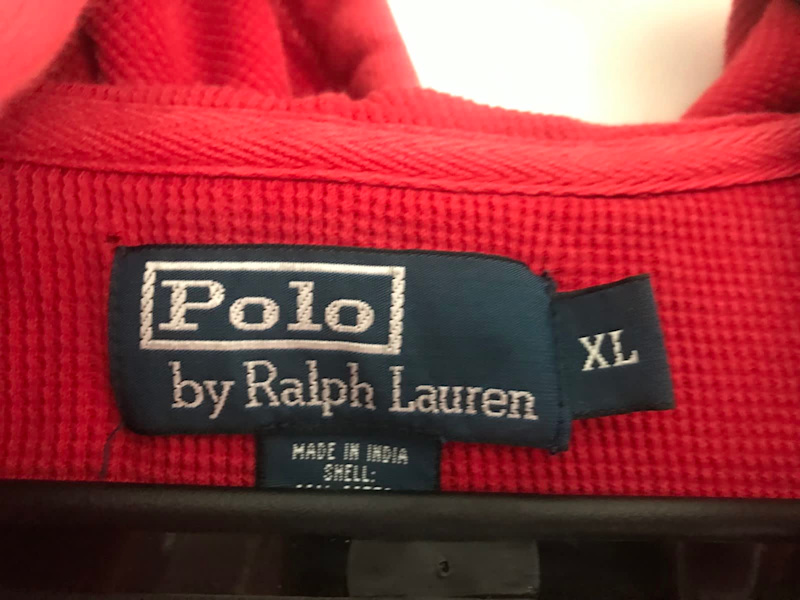 Polo
by Ralph Lauren
XL
MADE IN INDIA
SHELL: